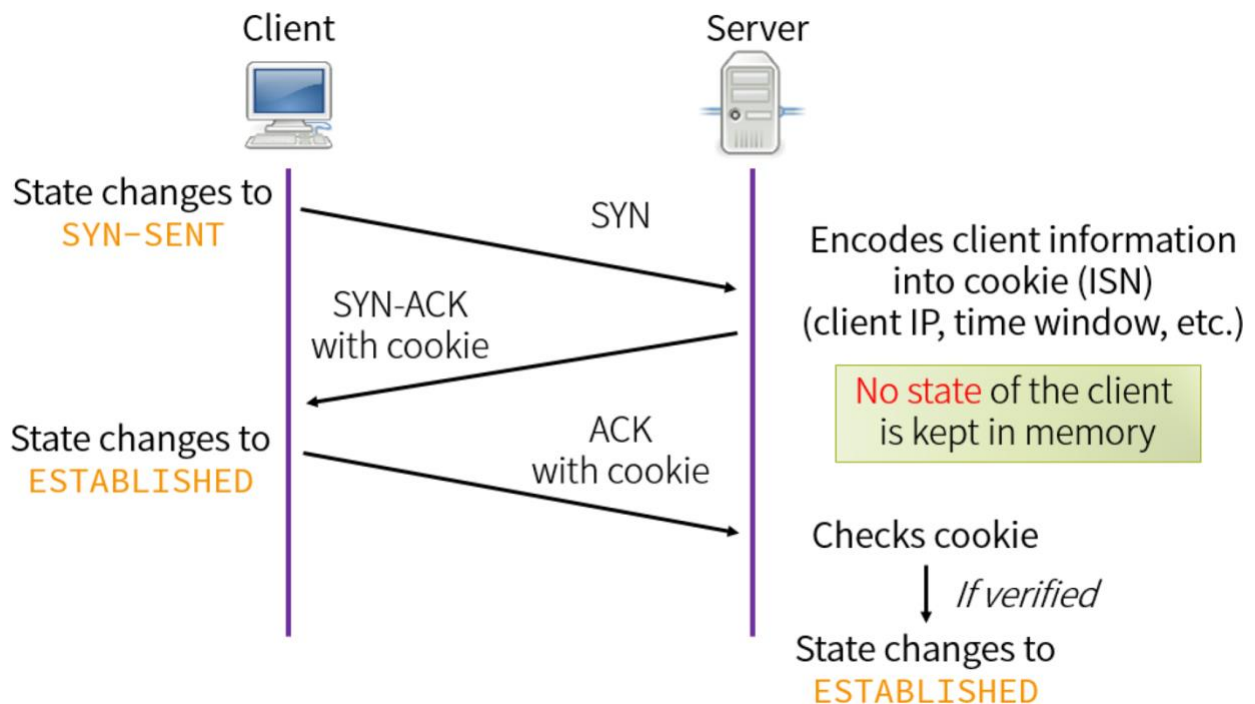 Client
Server
State changes to
SYN-SENT
SYN
Encodes client information
into cookie (ISN)
(client IP, time window, etc.)
SYN-ACK
with cookie
No state of the client
is kept in memory
State changes to
ESTABLISHED
ACK
with cookie
Checks cookie
If verified
State changes to
ESTABLISHED